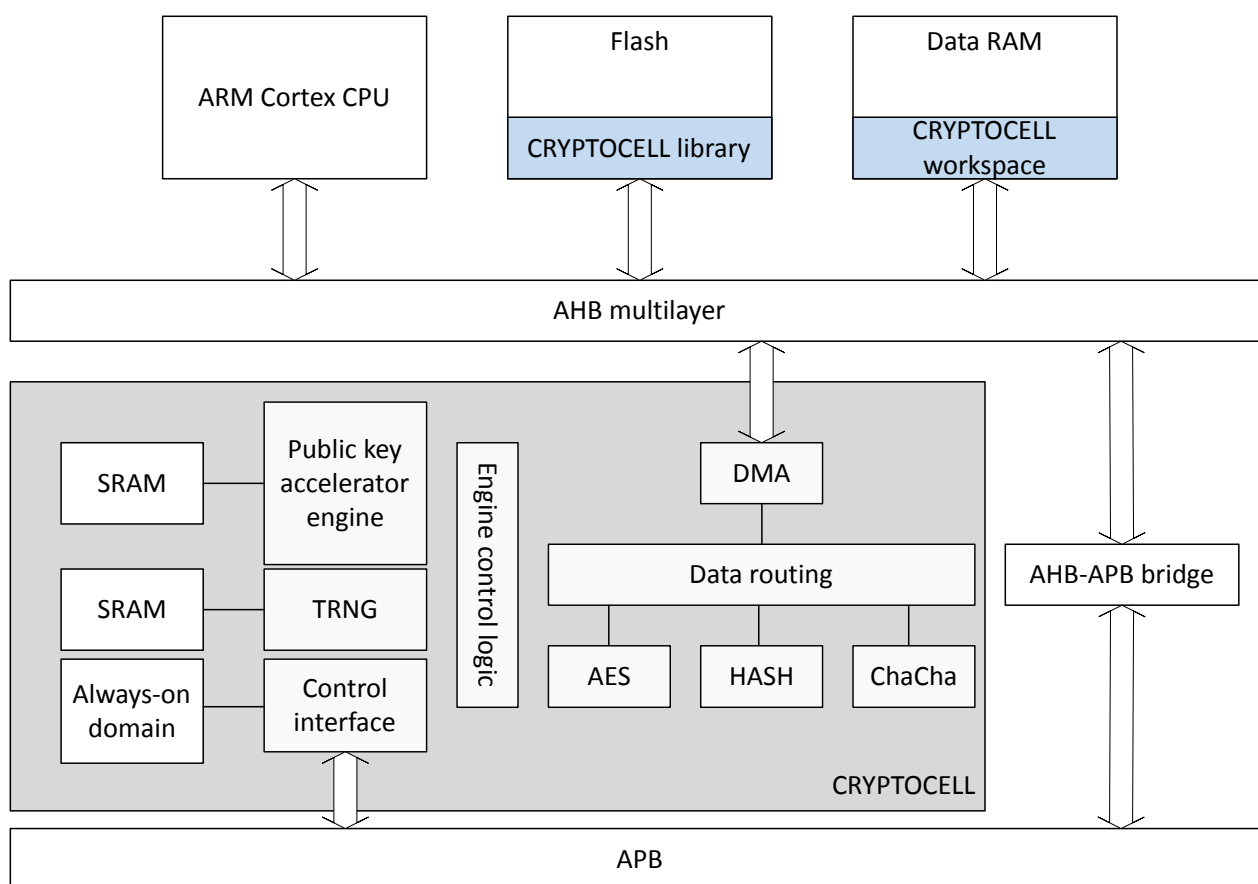 ARM Cortex CPU
Flash
CRYPTOCELL library
Data RAM
CRYPTOCELL
workspace
AHB multilayer
SRAM
Public key
accelerator
engine
Engine control logic
DMA
Data routing
AHB-APB bridge
SRAM
TRNG
AES
HASH
ChaCha
Always-on
domain
Control
interface
CRYPTOCELL
APB